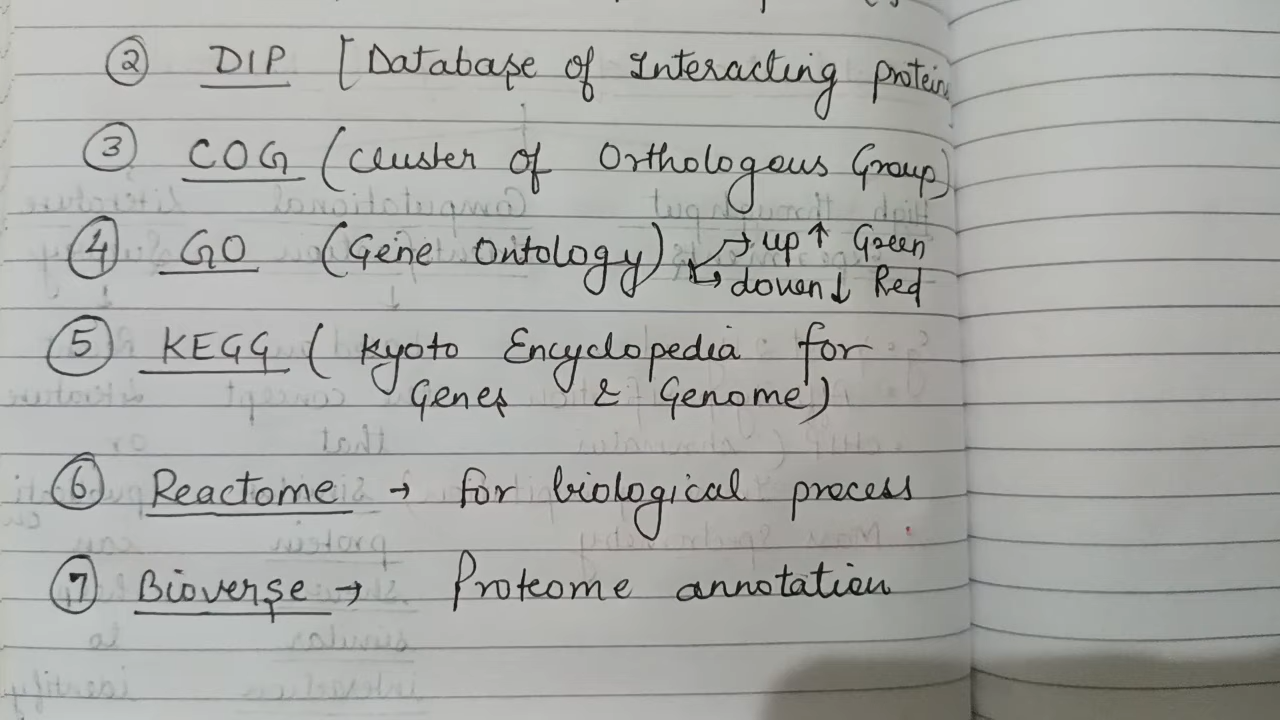 ② DIP [Database of Interacting protein
③ COG (Cluster of Orthologous Group)
④ GO (Gene Ontology) → up↑ Green
↳ down↓ Red
⑤ KEGG ( Kyoto Encyclopedia for
Genes & Genome)
⑥ Reactome → for biological process
⑦ Bioverse → Proteome annotation